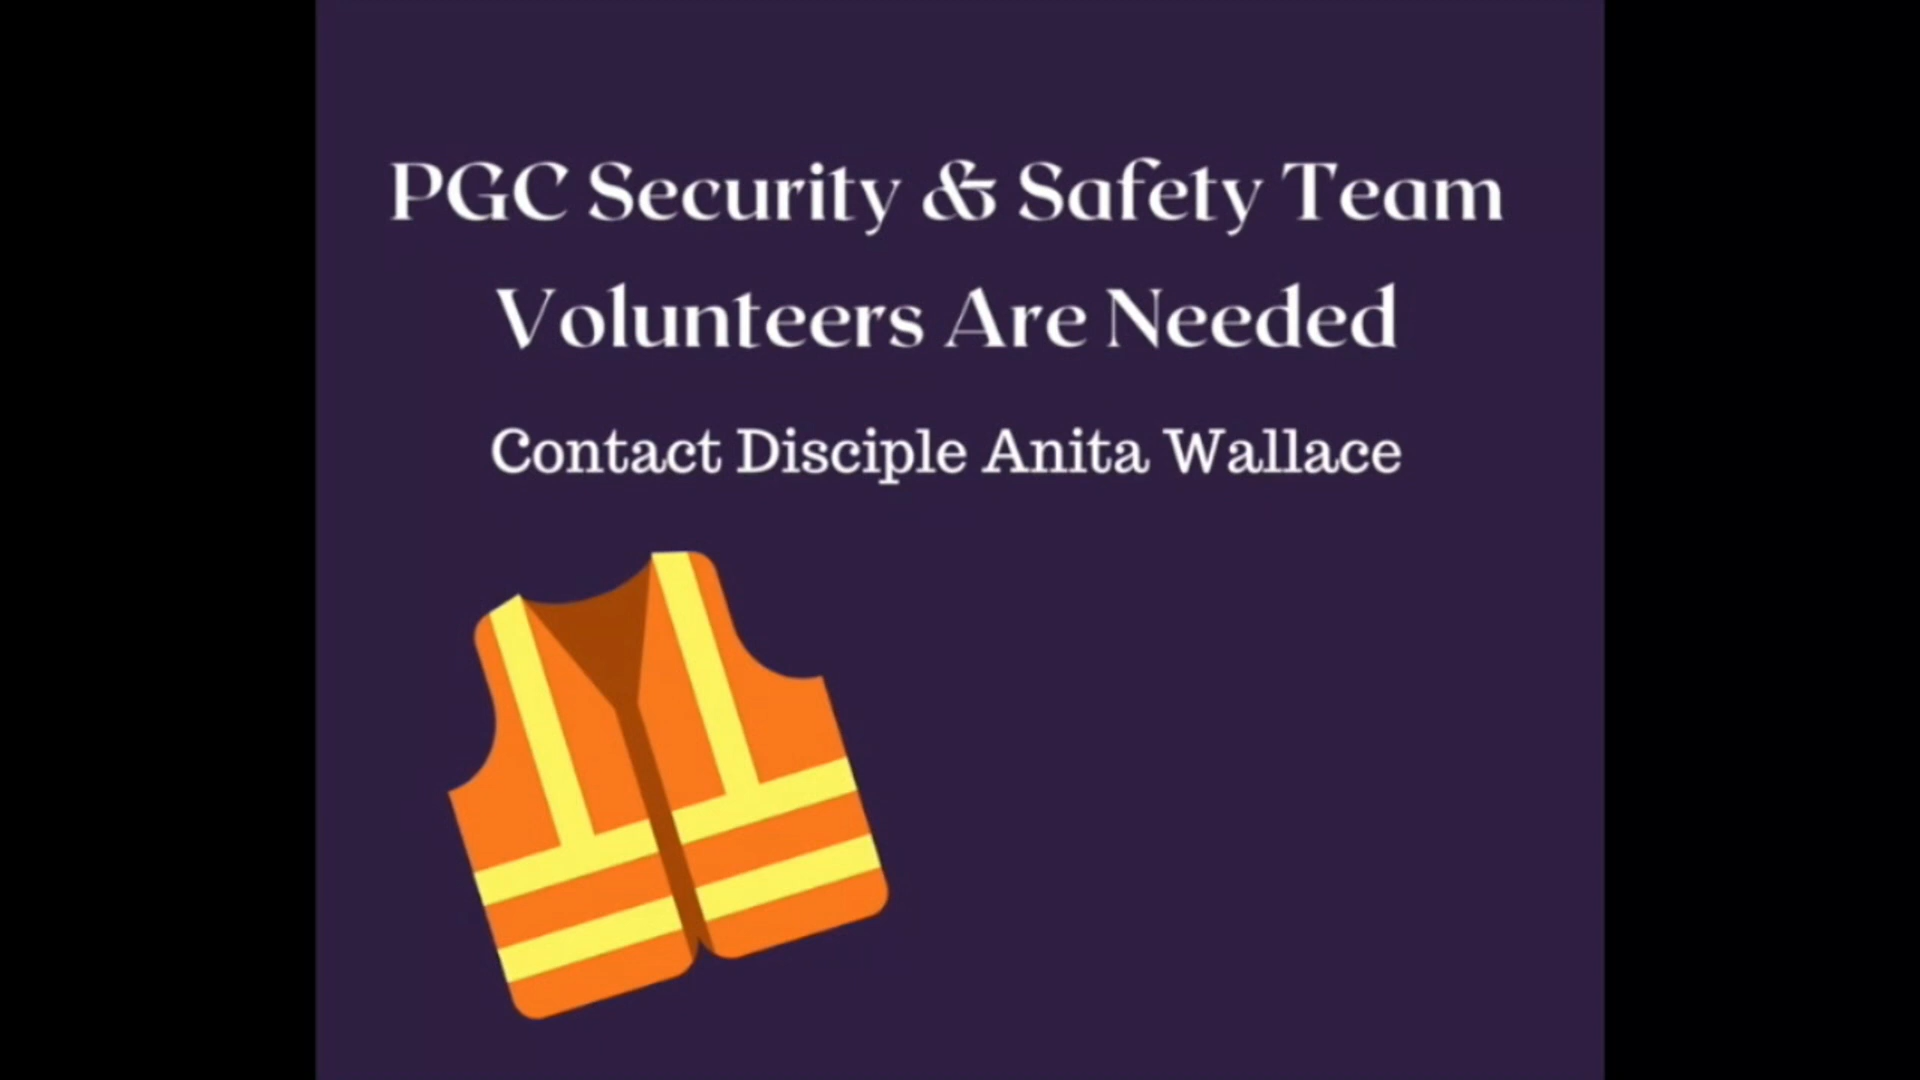 PGC Security & Safety Team
Volunteers Are Needed
Contact Disciple Anita Wallace